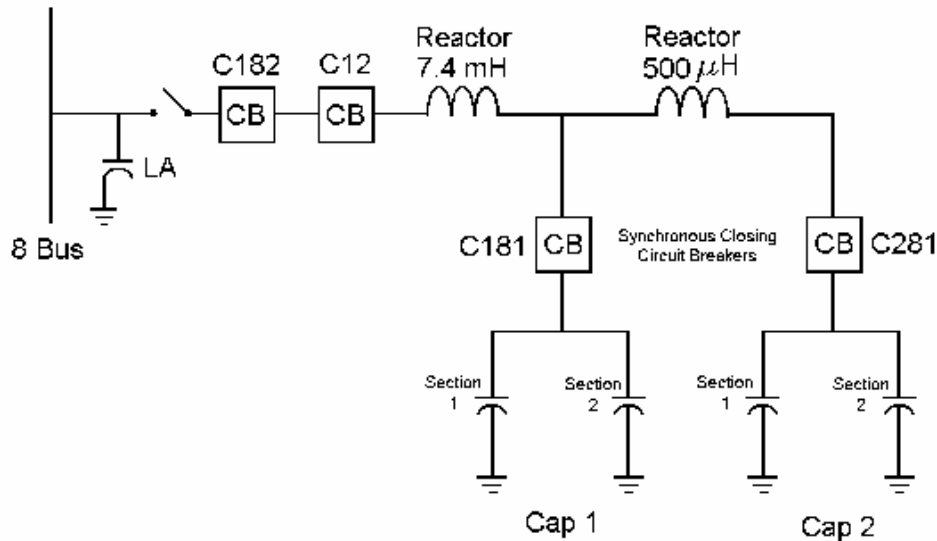 Reactor
7.4 mH
Reactor
500 μH
C182
C12
CB
CB
LA
8 Bus
C181
CB
Synchronous Closing
Circuit Breakers
CB
C281
Section
1
Section
2
Section
1
Section
2
Cap 1
Cap 2